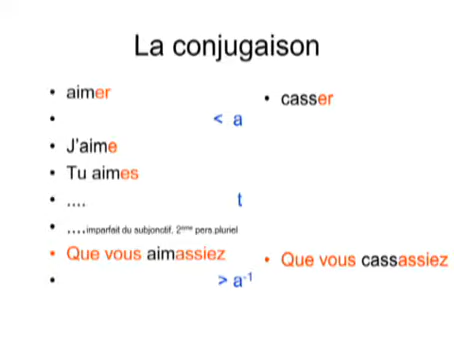 La conjugaison
• aimer
•
< a
• J'aime
• Tu aimes
• ....
t
• ....imparfait du subjonctif, 2ème pers pluriel
• Que vous aimassiez
•
> a-1
• casser
• Que vous cassassiez